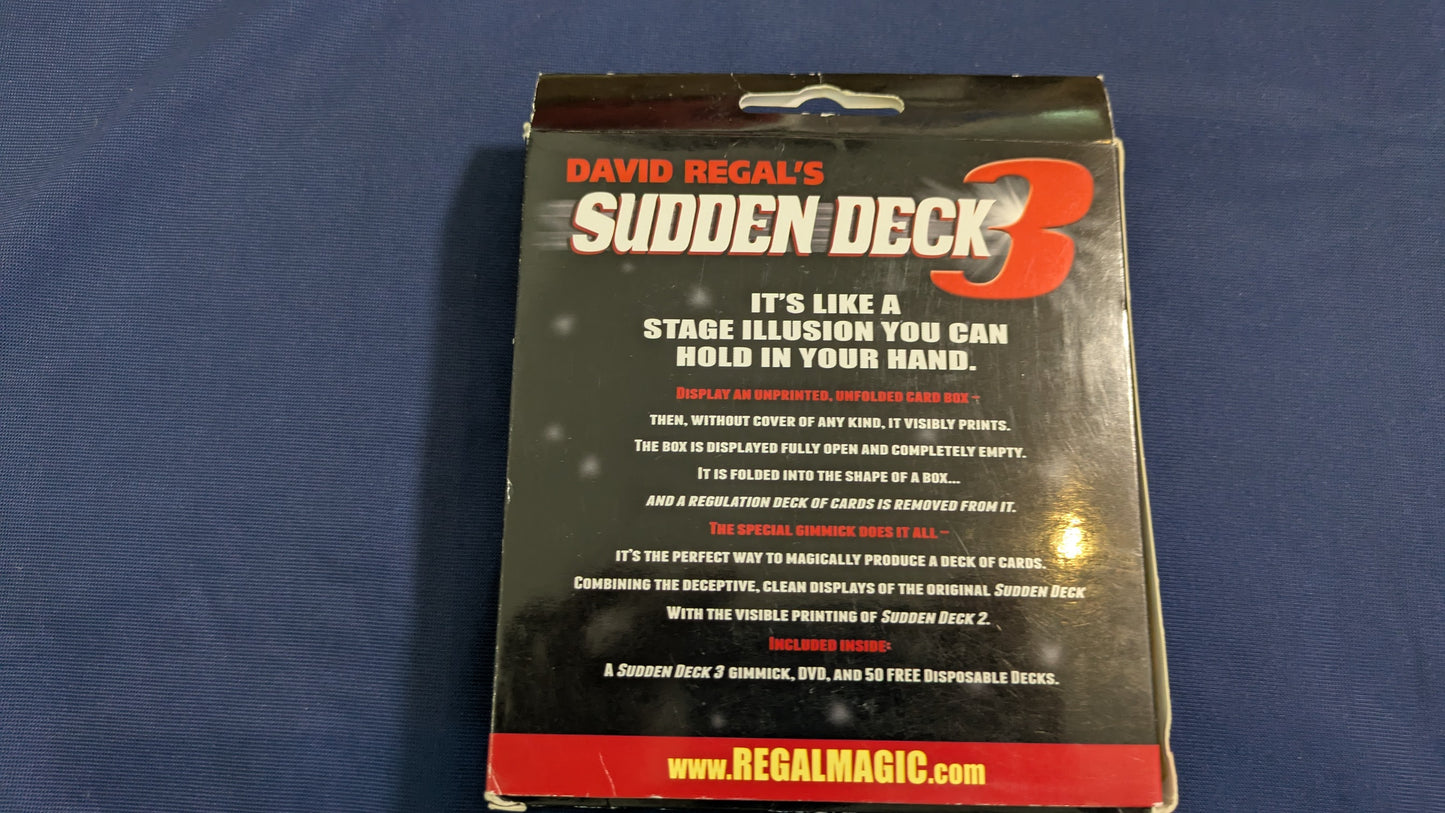 DAVID REGAL'S
SUDDEN DECK 3
IT'S LIKE A
STAGE ILLUSION YOU CAN
HOLD IN YOUR HAND.
DISPLAY AN UNPRINTED, UNFOLDED CARD BOX –
THEN, WITHOUT COVER OF ANY KIND, IT VISIBLY PRINTS.
THE BOX IS DISPLAYED FULLY OPEN AND COMPLETELY EMPTY.
IT IS FOLDED INTO THE SHAPE OF A BOX...
AND A REGULATION DECK OF CARDS IS REMOVED FROM IT.
THE SPECIAL GIMMICK DOES IT ALL –
IT'S THE PERFECT WAY TO MAGICALLY PRODUCE A DECK OF CARDS.
COMBINING THE DECEPTIVE, CLEAN DISPLAYS OF THE ORIGINAL SUDDEN DECK
WITH THE VISIBLE PRINTING OF SUDDEN DECK 2.
INCLUDED INSIDE:
A SUDDEN DECK 3 GIMMICK, DVD, AND 50 FREE DISPOSABLE DECKS.
www.REGALMAGIC.com